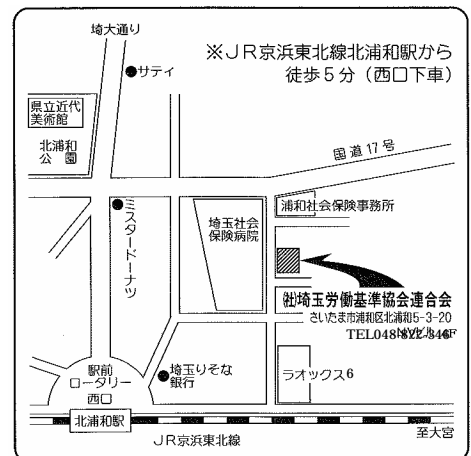 埼大通り
※JR京浜東北線北浦和駅から
徒歩5分（西口下車）
サティ
県立近代
美術館
北浦和
公園
国道17号
ミスタードーナツ
埼玉社会
保険病院
浦和社会保険事務所
㈳埼玉労働基準協会連合会
さいたま市浦和区北浦和5-3-20
TEL048-822-346
4F
駅前
ロータリー
西口
埼玉りそな
銀行
ラオックス6
北浦和駅
JR京浜東北線
至大宮